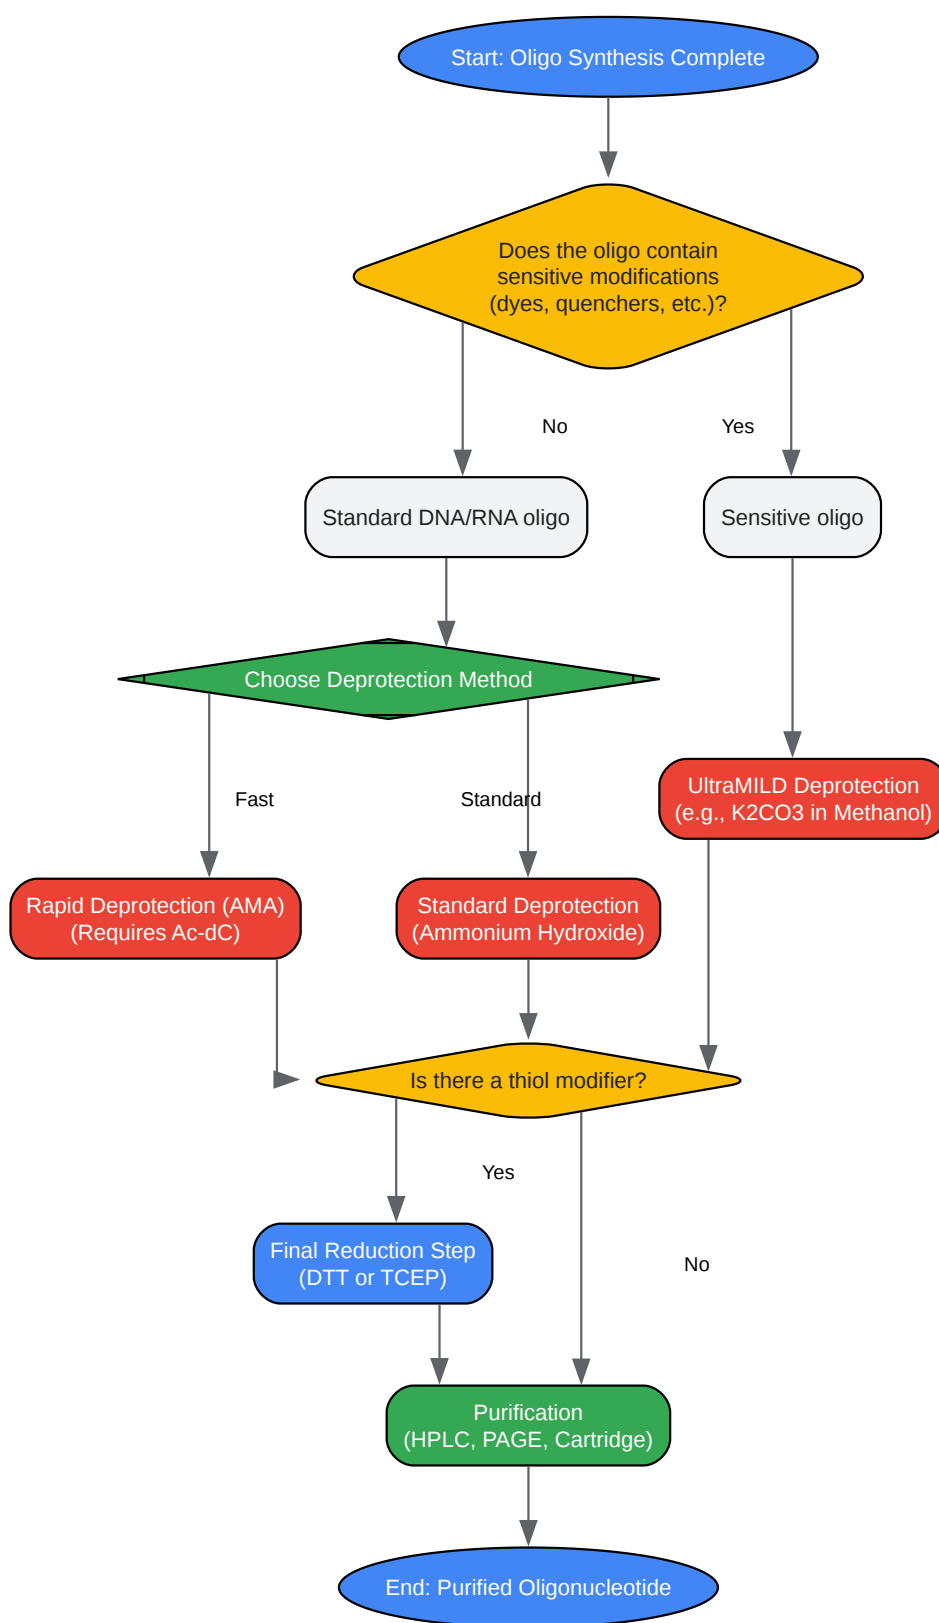 Start: Oligo Synthesis Complete
Does the oligo contain
sensitive modifications
(dyes, quenchers, etc.)?
No
Yes
Standard DNA/RNA oligo
Sensitive oligo
Choose Deprotection Method
Fast
Standard
UltraMILD Deprotection
(e.g., K2CO3 in Methanol)
Rapid Deprotection (AMA)
(Requires Ac-dC)
Standard Deprotection
(Ammonium Hydroxide)
Is there a thiol modifier?
Yes
Final Reduction Step
(DTT or TCEP)
No
Purification
(HPLC, PAGE, Cartridge)
End: Purified Oligonucleotide